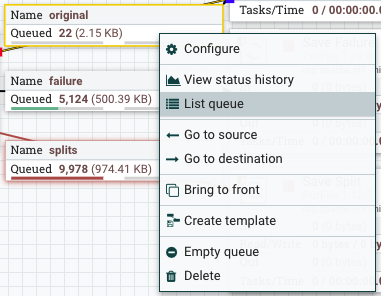 Name original
Queued 22 (2.15 KB)
Tasks/Time 0 / 00:00:00.0
Name failure
Queued 5,124 (500.39 KB)
Name splits
Queued 9,978 (974.41 KB)
Configure
View status history
List queue
Go to source
Go to destination
Bring to front
Create template
Empty queue
Delete